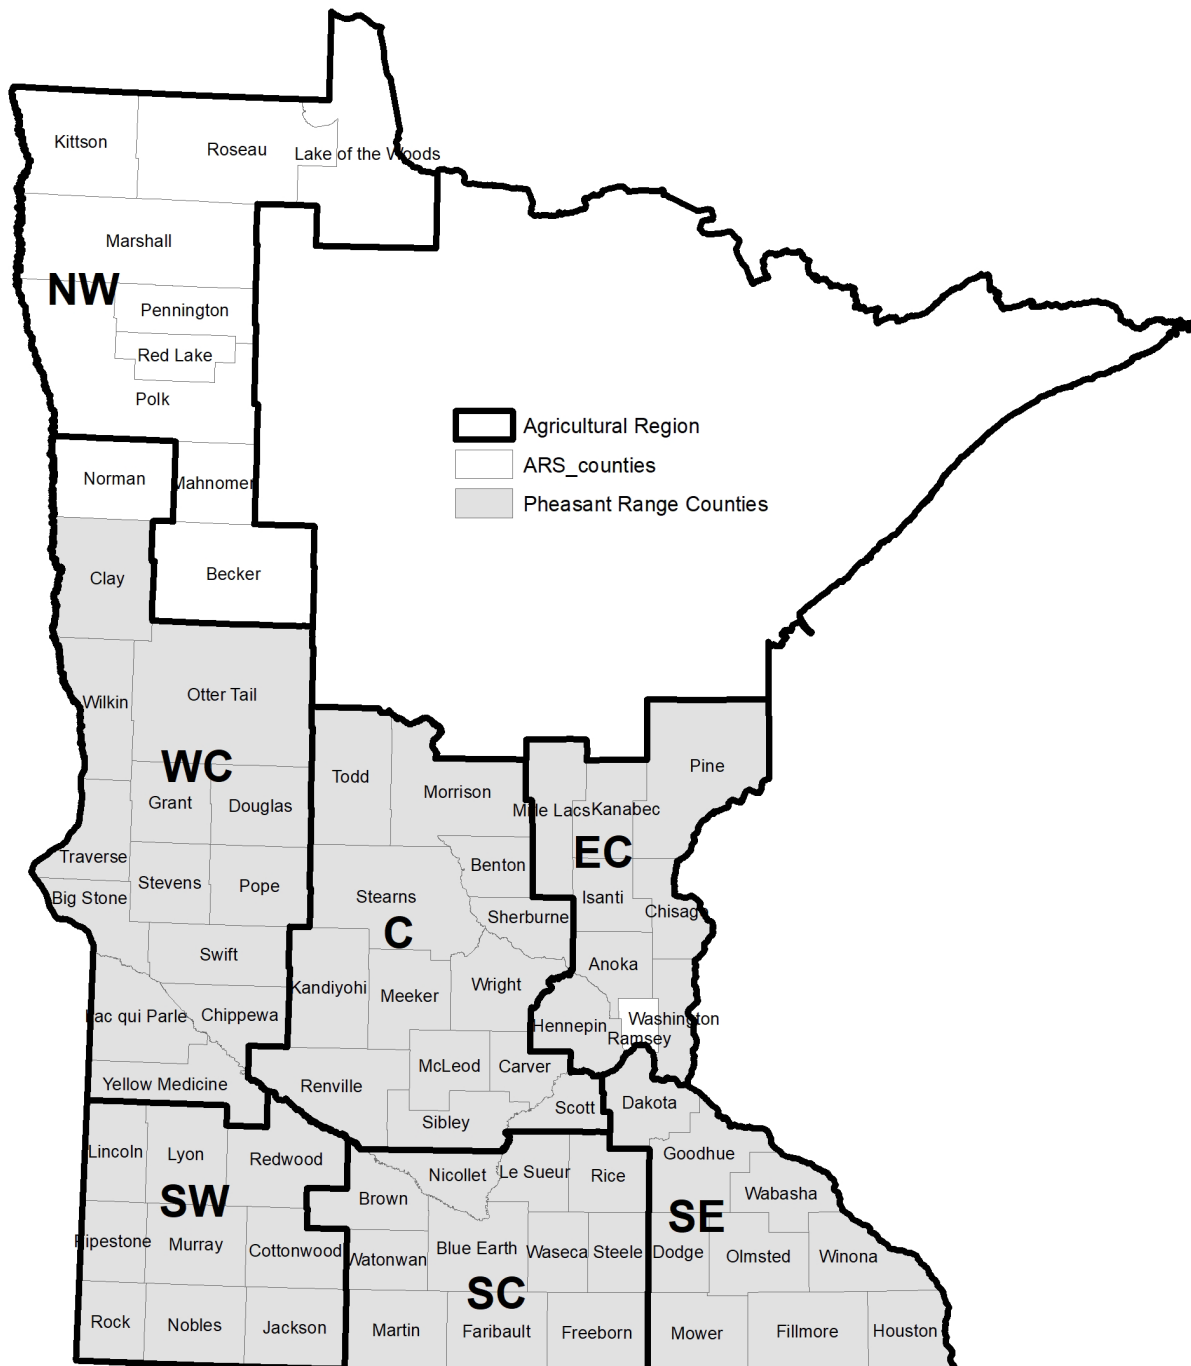 Kittson
Roseau
Lake of the Woods
Marshall
NW
Pennington
Red Lake
Polk
Agricultural Region
ARS_counties
Pheasant Range Counties
Norman
Mahnomen
Clay
Becker
Wilkin
Otter Tail
WC
Grant
Douglas
Todd
Morrison
Mille Lacs
Kanabec
Pine
EC
Traverse
Big Stone
Stevens
Pope
Stearns
C
Benton
Sherburne
Isanti
Chisag
Swift
Kandiyohi
Meeker
Wright
Anoka
Lac qui Parle
Chippewa
Hennepin
Washington
Ramsey
Yellow Medicine
Renville
McLeod
Carver
Sibley
Scott
Dakota
Lincoln
Lyon
Redwood
SW
Brown
Nicollet
Le Sueur
Rice
Goodhue
Wabasha
SE
Pipestone
Murray
Cottonwood
Watonwan
Blue Earth
Waseca
Steele
Dodge
Olmsted
Winona
SC
Rock
Nobles
Jackson
Martin
Faribault
Freeborn
Mower
Fillmore
Houston